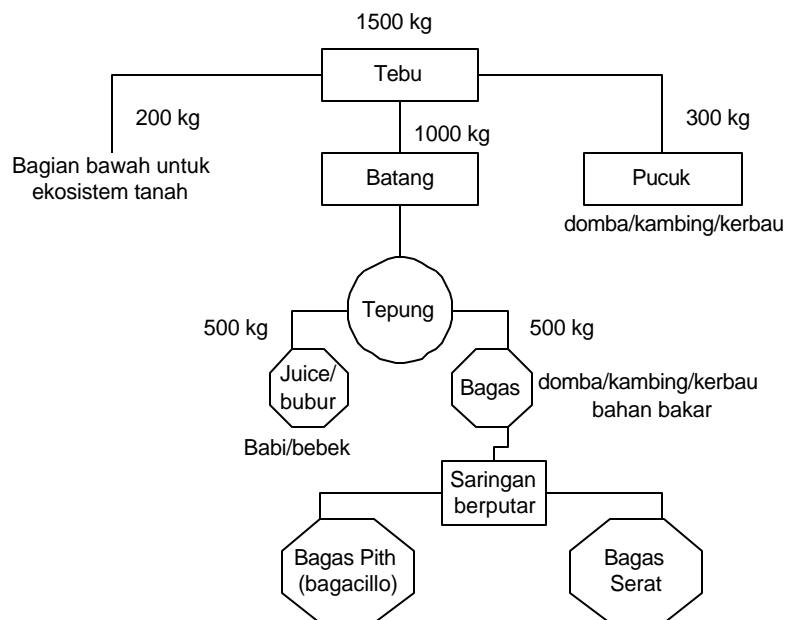 1500 kg
Tebu
200 kg
1000 kg
300 kg
Bagian bawah untuk
ekosistem tanah
Batang
Pucuk
domba/kambing/kerbau
Tepung
500 kg
500 kg
Juice/
bubur
Bagas
domba/kambing/kerbau
bahan bakar
Babi/bebek
Saringan
berputar
Bagas Pith
(bagacillo)
Bagas
Serat